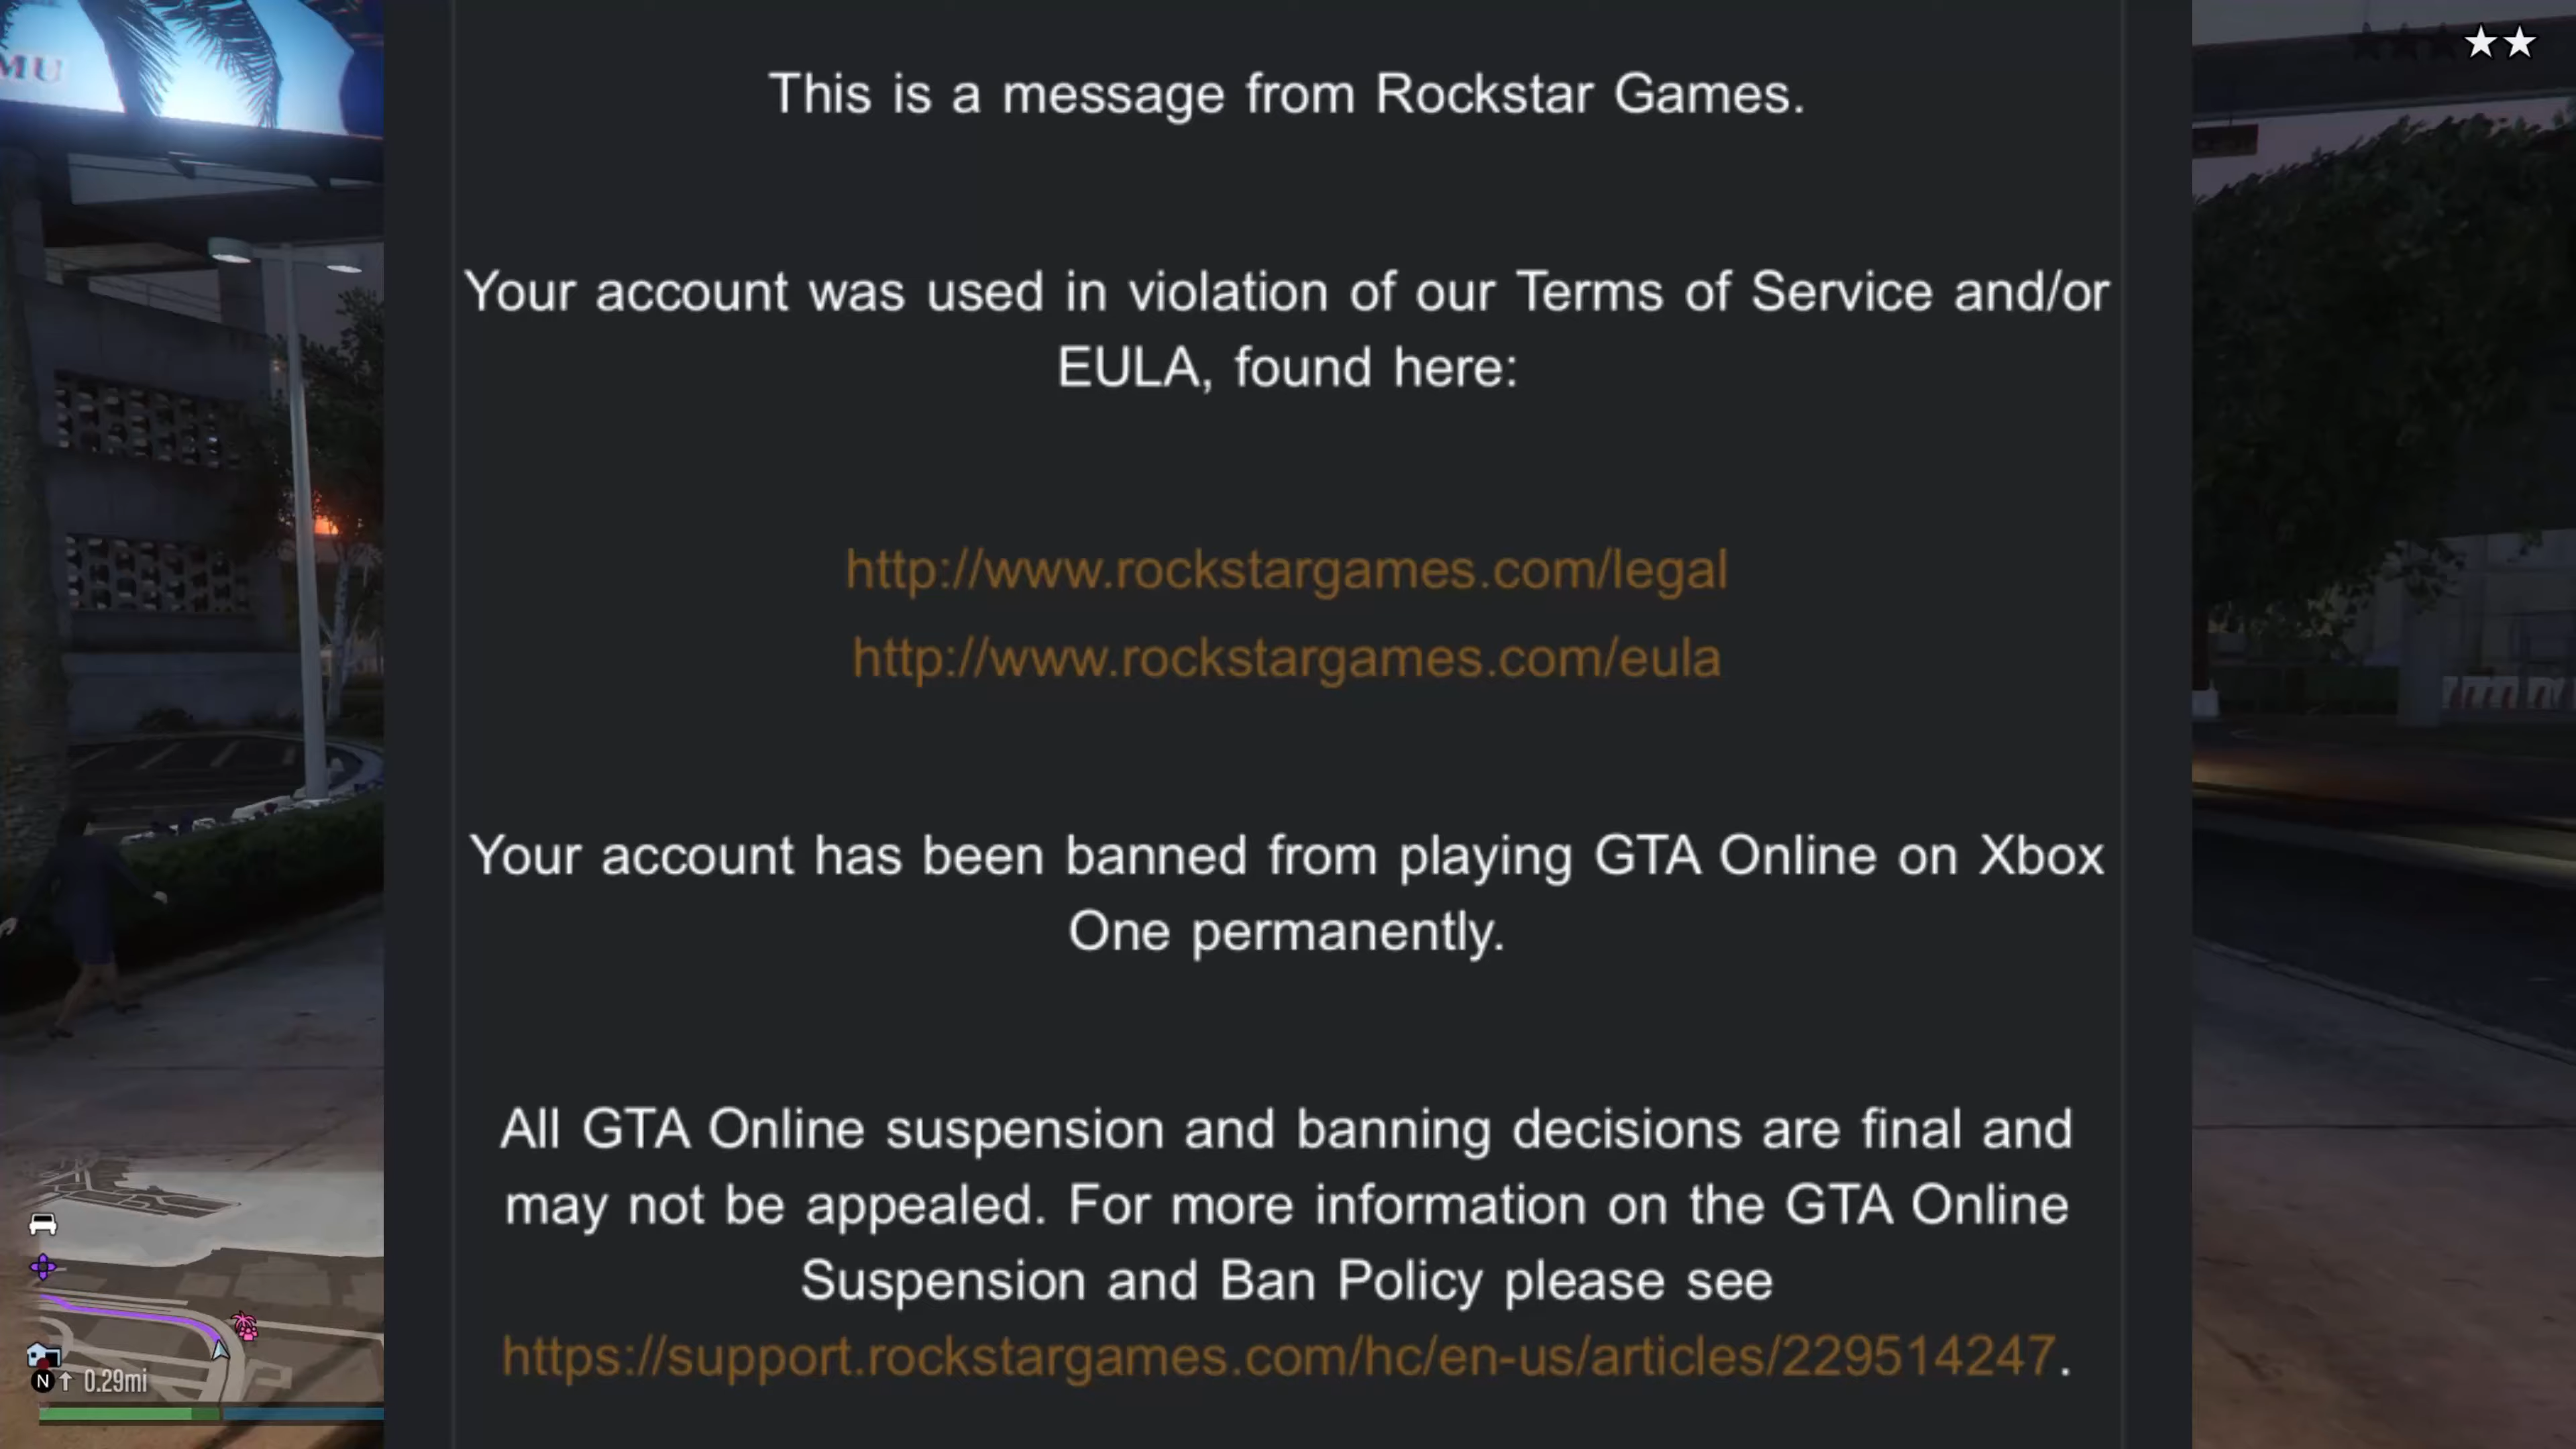 MU
This is a message from Rockstar Games.
Your account was used in violation of our Terms of Service and/or
EULA, found here:
http://www.rockstargames.com/legal
http://www.rockstargames.com/eula
Your account has been banned from playing GTA Online on Xbox
One permanently.
All GTA Online suspension and banning decisions are final and
may not be appealed. For more information on the GTA Online
Suspension and Ban Policy please see
https://support.rockstargames.com/hc/en-us/articles/229514247.
N 0.29mi